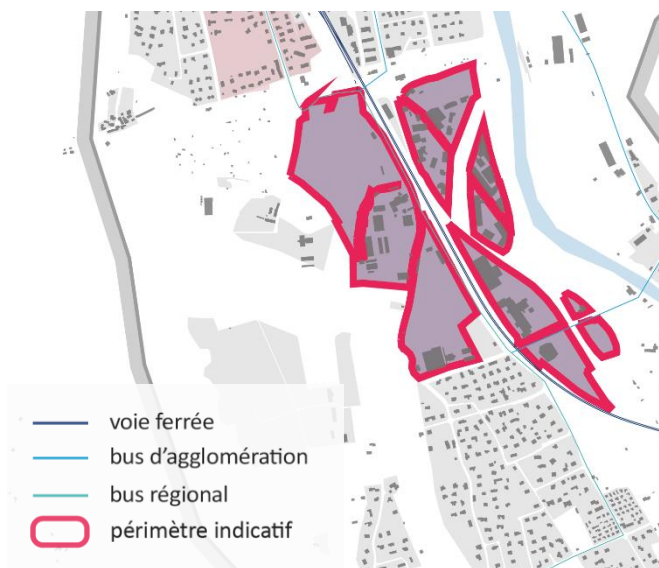 voie ferrée
bus d'agglomération
bus régional
périmètre indicatif